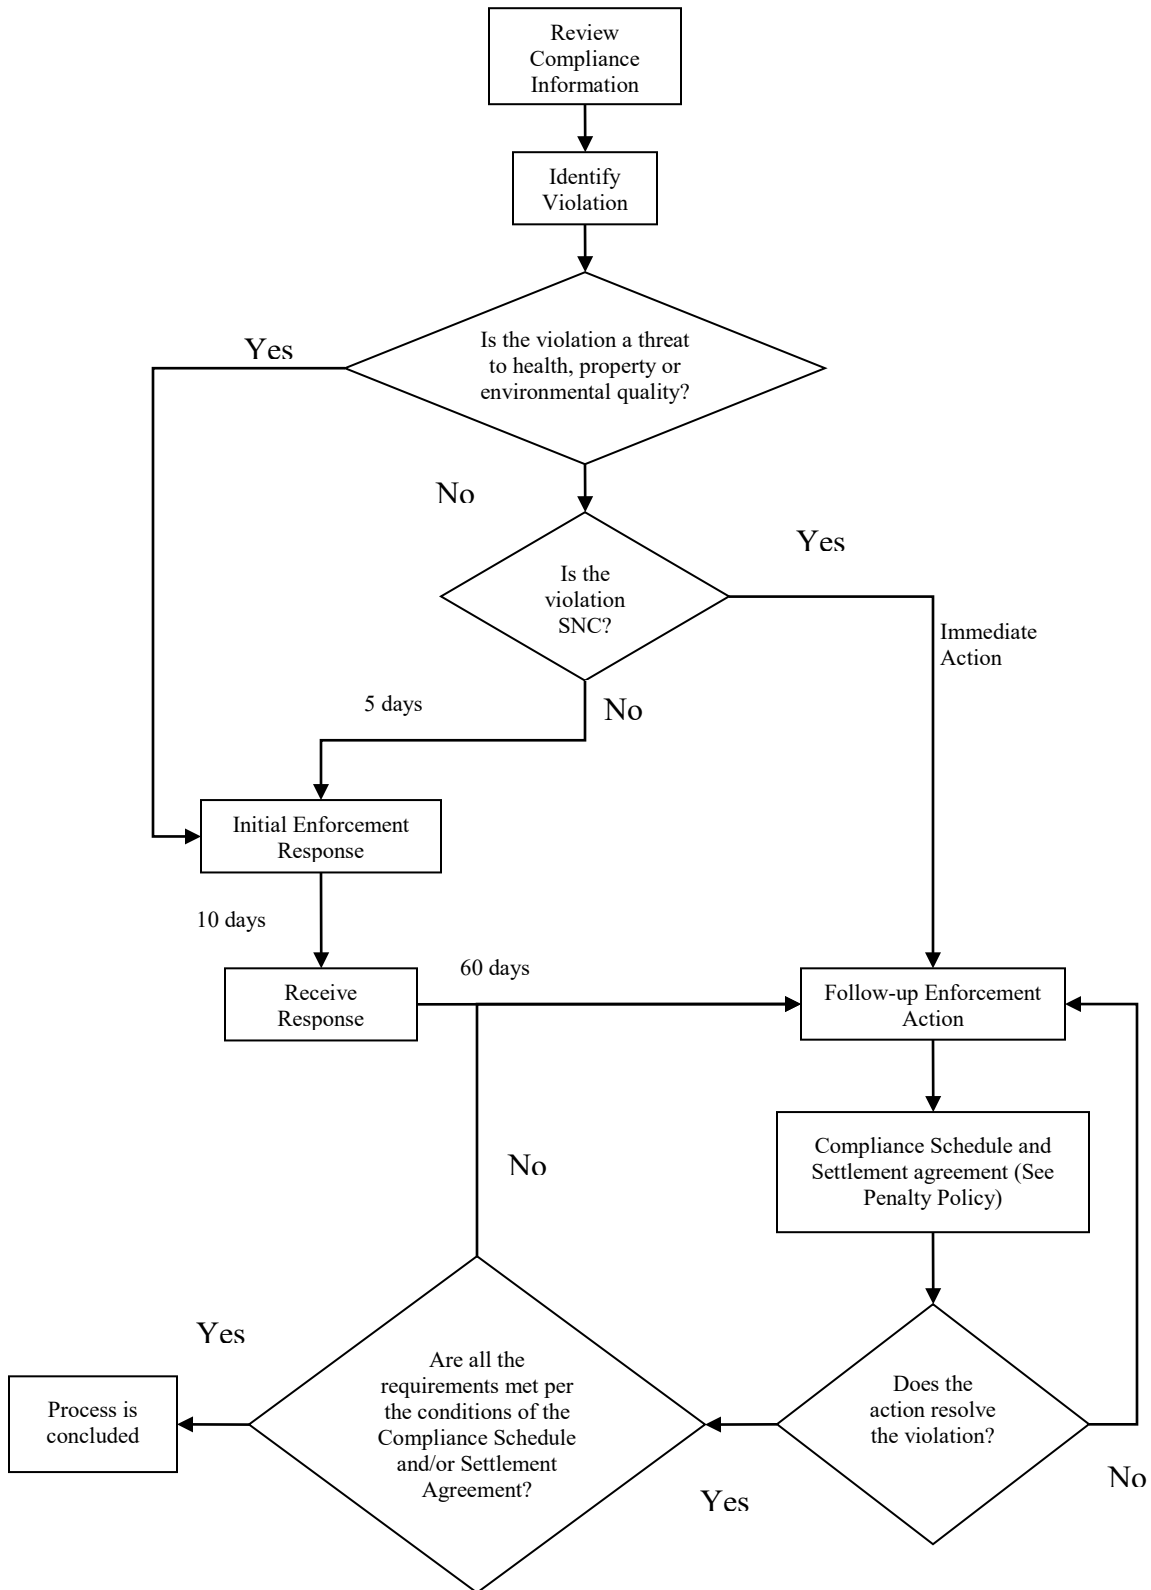 Review
Compliance
Information
Identify
Violation
Is the violation a threat
to health, property or
environmental quality?
Yes
No
Is the
violation
SNC?
Yes
Immediate
Action
5 days
No
Initial Enforcement
Response
10 days
Receive
Response
60 days
Follow-up Enforcement
Action
Compliance Schedule and
Settlement agreement (See
Penalty Policy)
No
Yes
Are all the
requirements met per
the conditions of the
Compliance Schedule
and/or Settlement
Agreement?
Process is
concluded
Does the
action resolve
the violation?
Yes
No